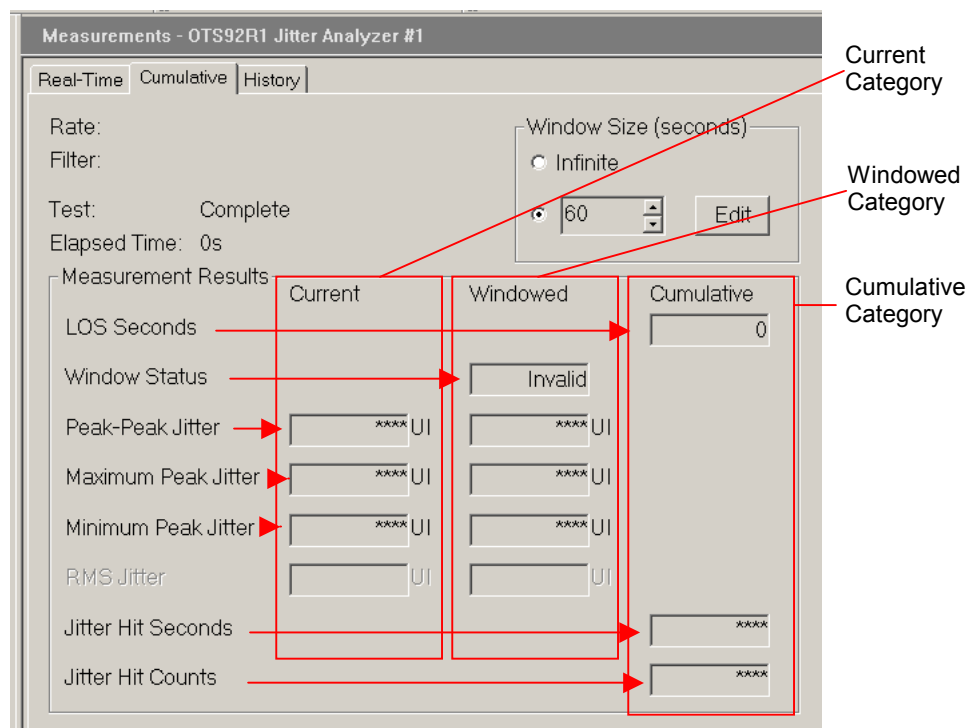 Measurements - OTS92R1 Jitter Analyzer #1
Real-Time Cumulative History
Current
Category
Rate:
Filter:
Window Size (seconds)
Infinite
60 Edit
Windowed
Category
Test: Complete
Elapsed Time: 0s
Measurement Results
Current Windowed Cumulative
Cumulative
Category
LOS Seconds 0
Window Status Invalid
Peak-Peak Jitter **** UI **** UI
Maximum Peak Jitter **** UI **** UI
Minimum Peak Jitter **** UI **** UI
RMS Jitter UI UI
Jitter Hit Seconds ****
Jitter Hit Counts ****